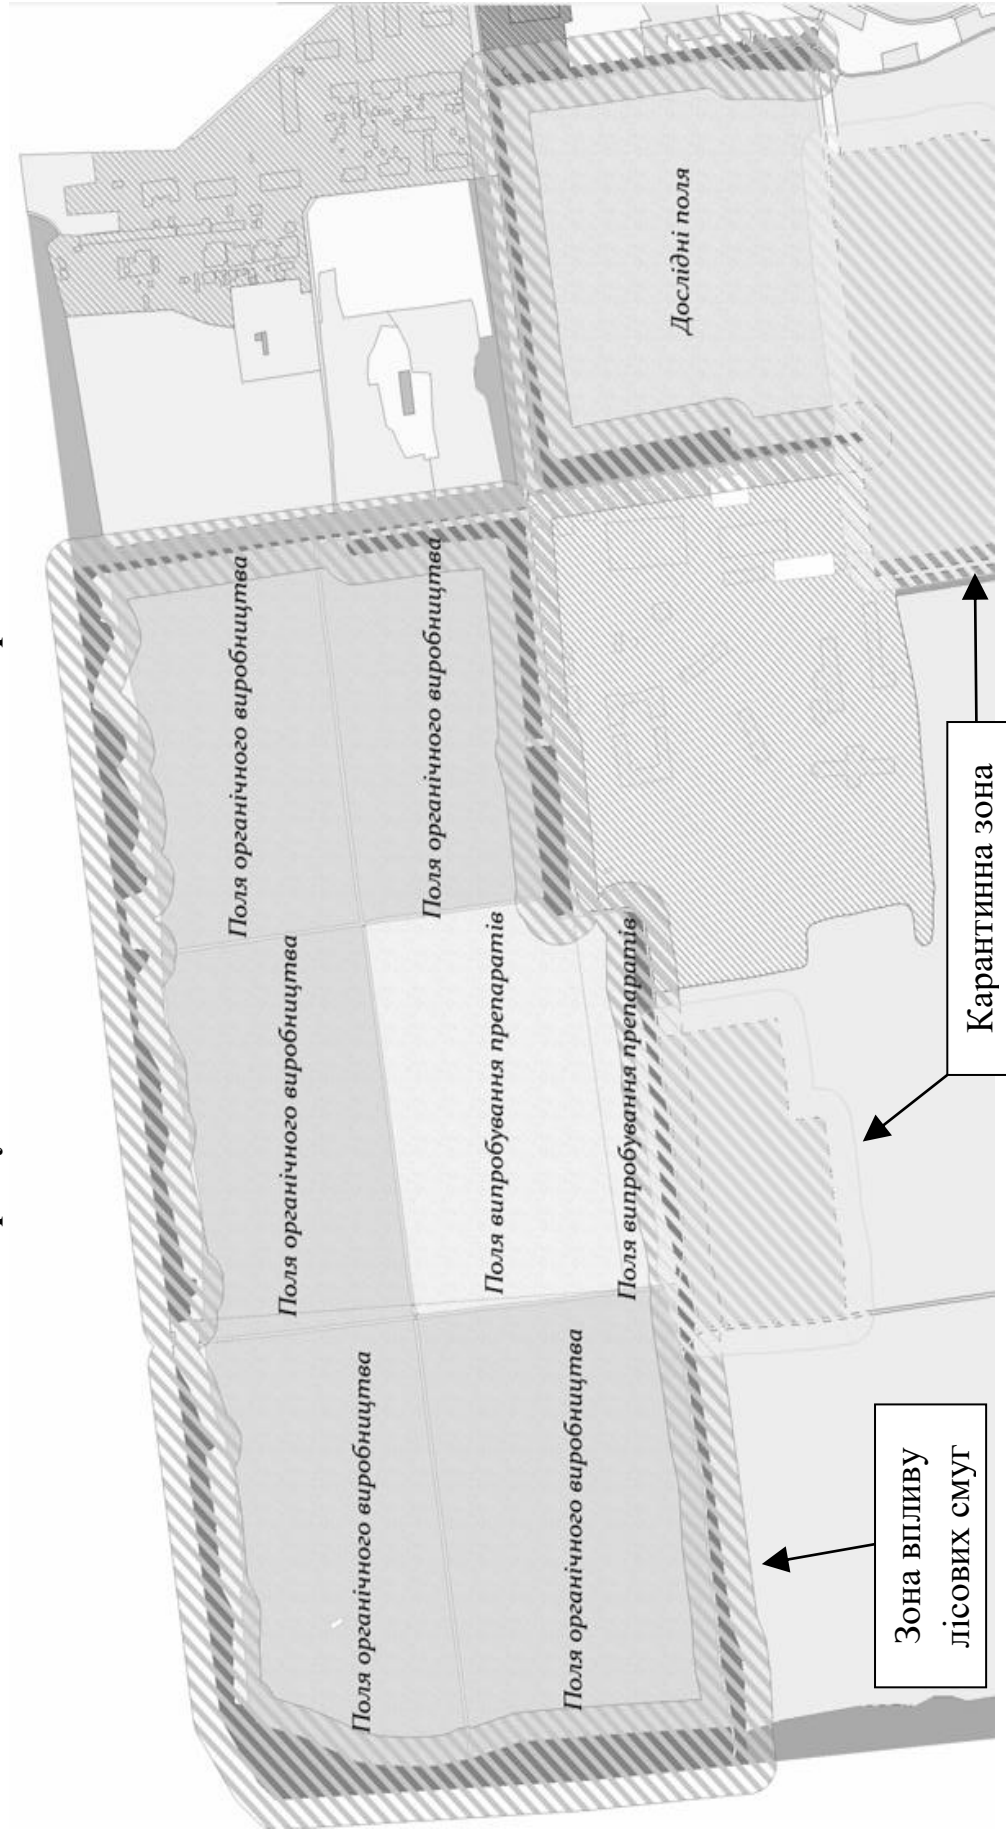 Поля органічного виробництва
Поля органічного виробництва
Поля органічного виробництва
Поля органічного виробництва
Поля випробування препаратів
Поля органічного виробництва
Поля випробування препаратів
Дослідні поля
Зона впливу
лісових смуг
Карантинна зона